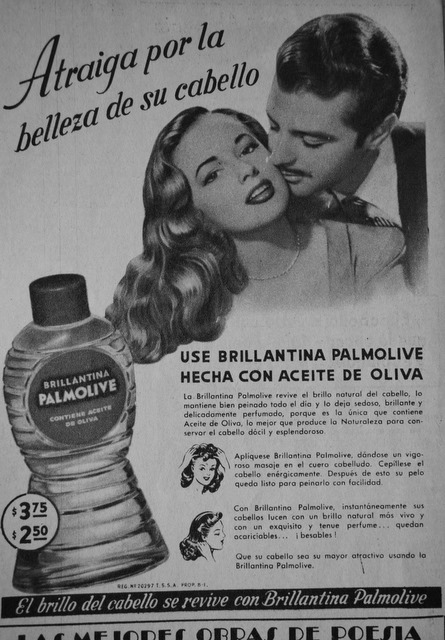 Atraiga por la
belleza de su cabello
BRILLANTINA
PALMOLIVE
CONTIENE ACEITE
DE OLIVA
$3.75
$2.50
USE BRILLANTINA PALMOLIVE
HECHA CON ACEITE DE OLIVA
La Brillantina Palmolive revive el brillo natural del cabello, lo
mantiene bien peinado todo el día y lo deja sedoso, brillante y
delicadamente perfumado, porque es la única que contiene
Aceite de Oliva, lo mejor que produce la Naturaleza para con-
servar el cabello dócil y esplendoroso.
Aplíquese Brillantina Palmolive, dándose un vigo-
roso masaje en el cuero cabelludo. Cepíllese el
cabello enérgicamente. Después de esto su pelo
queda listo para peinarlo con facilidad.
Con Brillantina Palmolive, instantáneamente sus
cabellos lucen con un brillo natural más vivo y
con un exquisito y tenue perfume... quedan
acariciables... ¡besables!
Que su cabello sea su mayor atractivo usando la
Brillantina Palmolive.
REG. Nº 20297 T. S. S. A. PROP. B-1.
El brillo del cabello se revive con Brillantina Palmolive
LAS MEJORES OBRAS DE POESIA